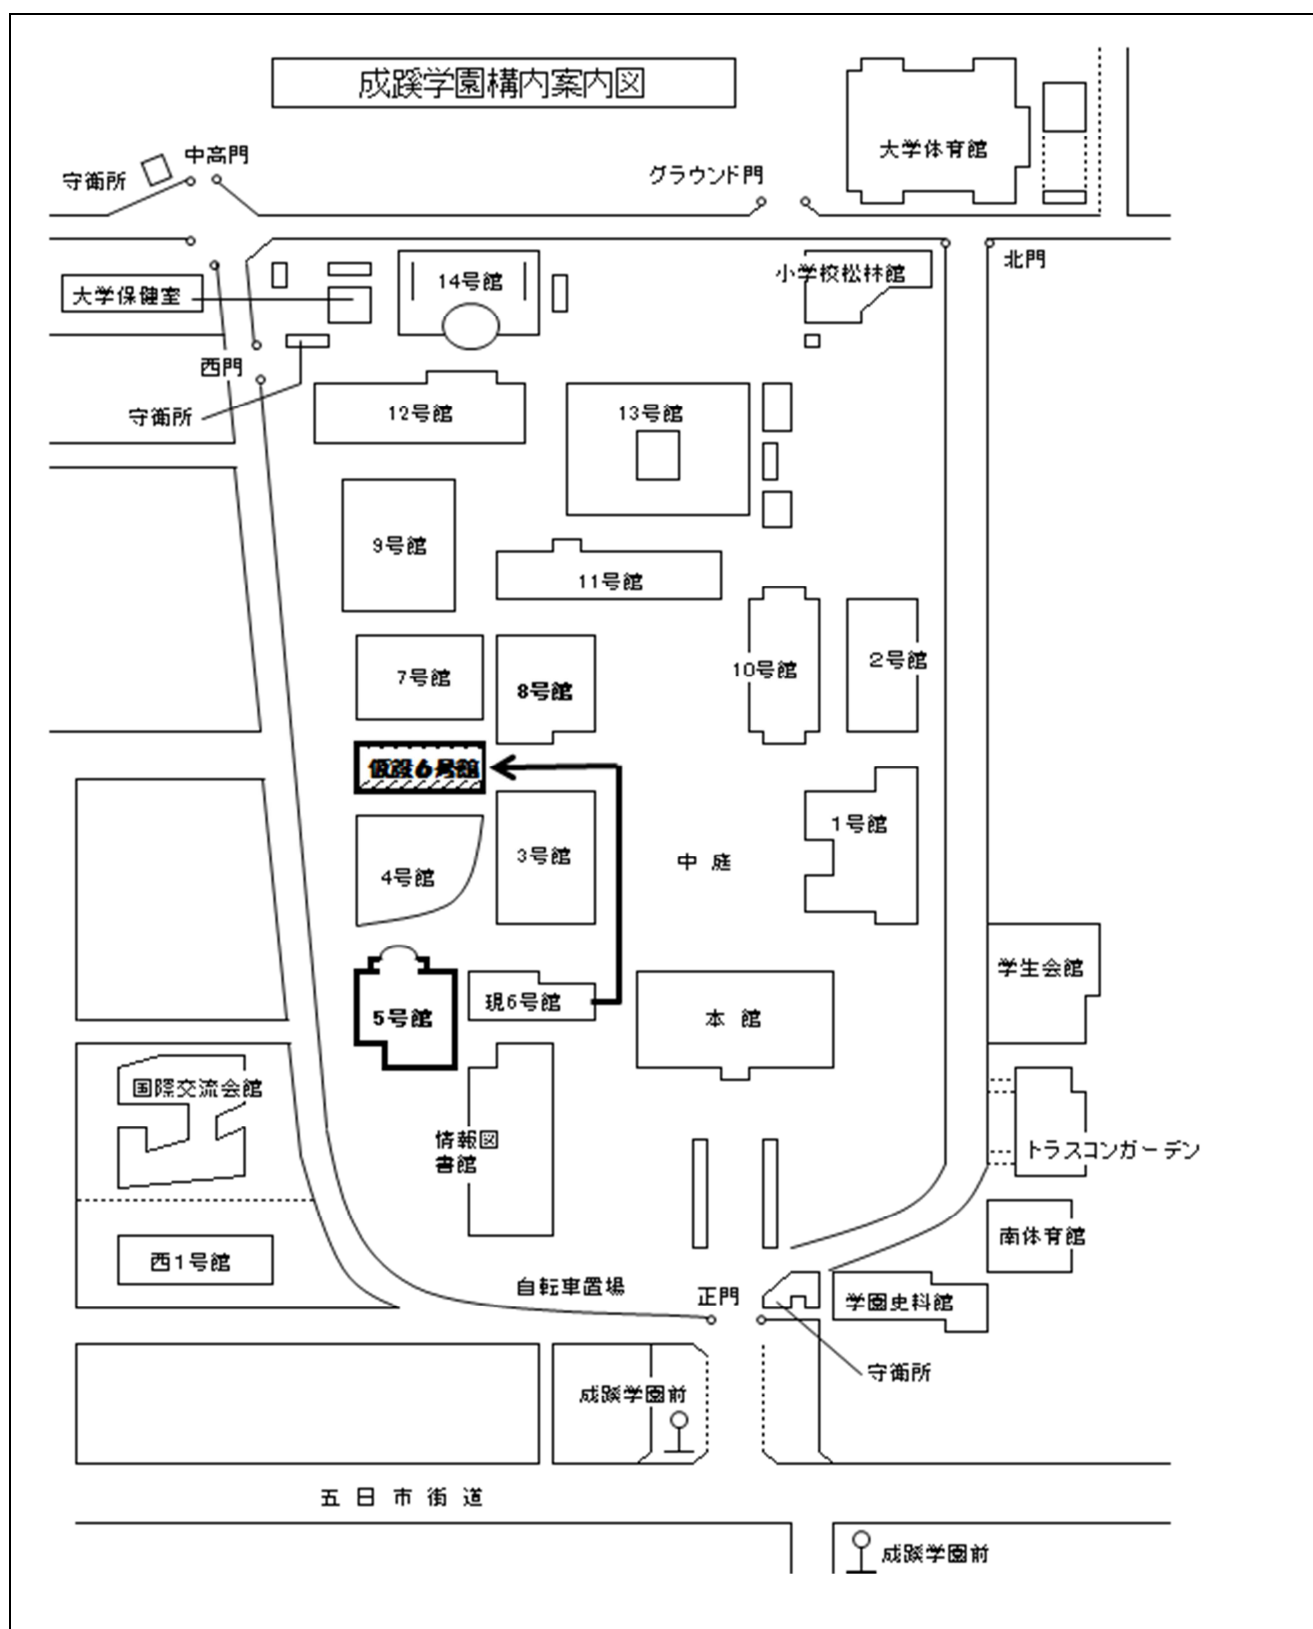 成蹊学園構内案内図
大学体育館
中高門
守衛所
グラウンド門
北門
小学校松林館
14号館
大学保健室
西門
守衛所
12号館
13号館
9号館
11号館
10号館
2号館
7号館
8号館
仮設6号館
1号館
3号館
中庭
4号館
学生会館
現6号館
5号館
本館
国際交流会館
情報図
書館
トラスコンガーデン
南体育館
西1号館
自転車置場
正門
学園史料館
守衛所
成蹊学園前
五日市街道
成蹊学園前